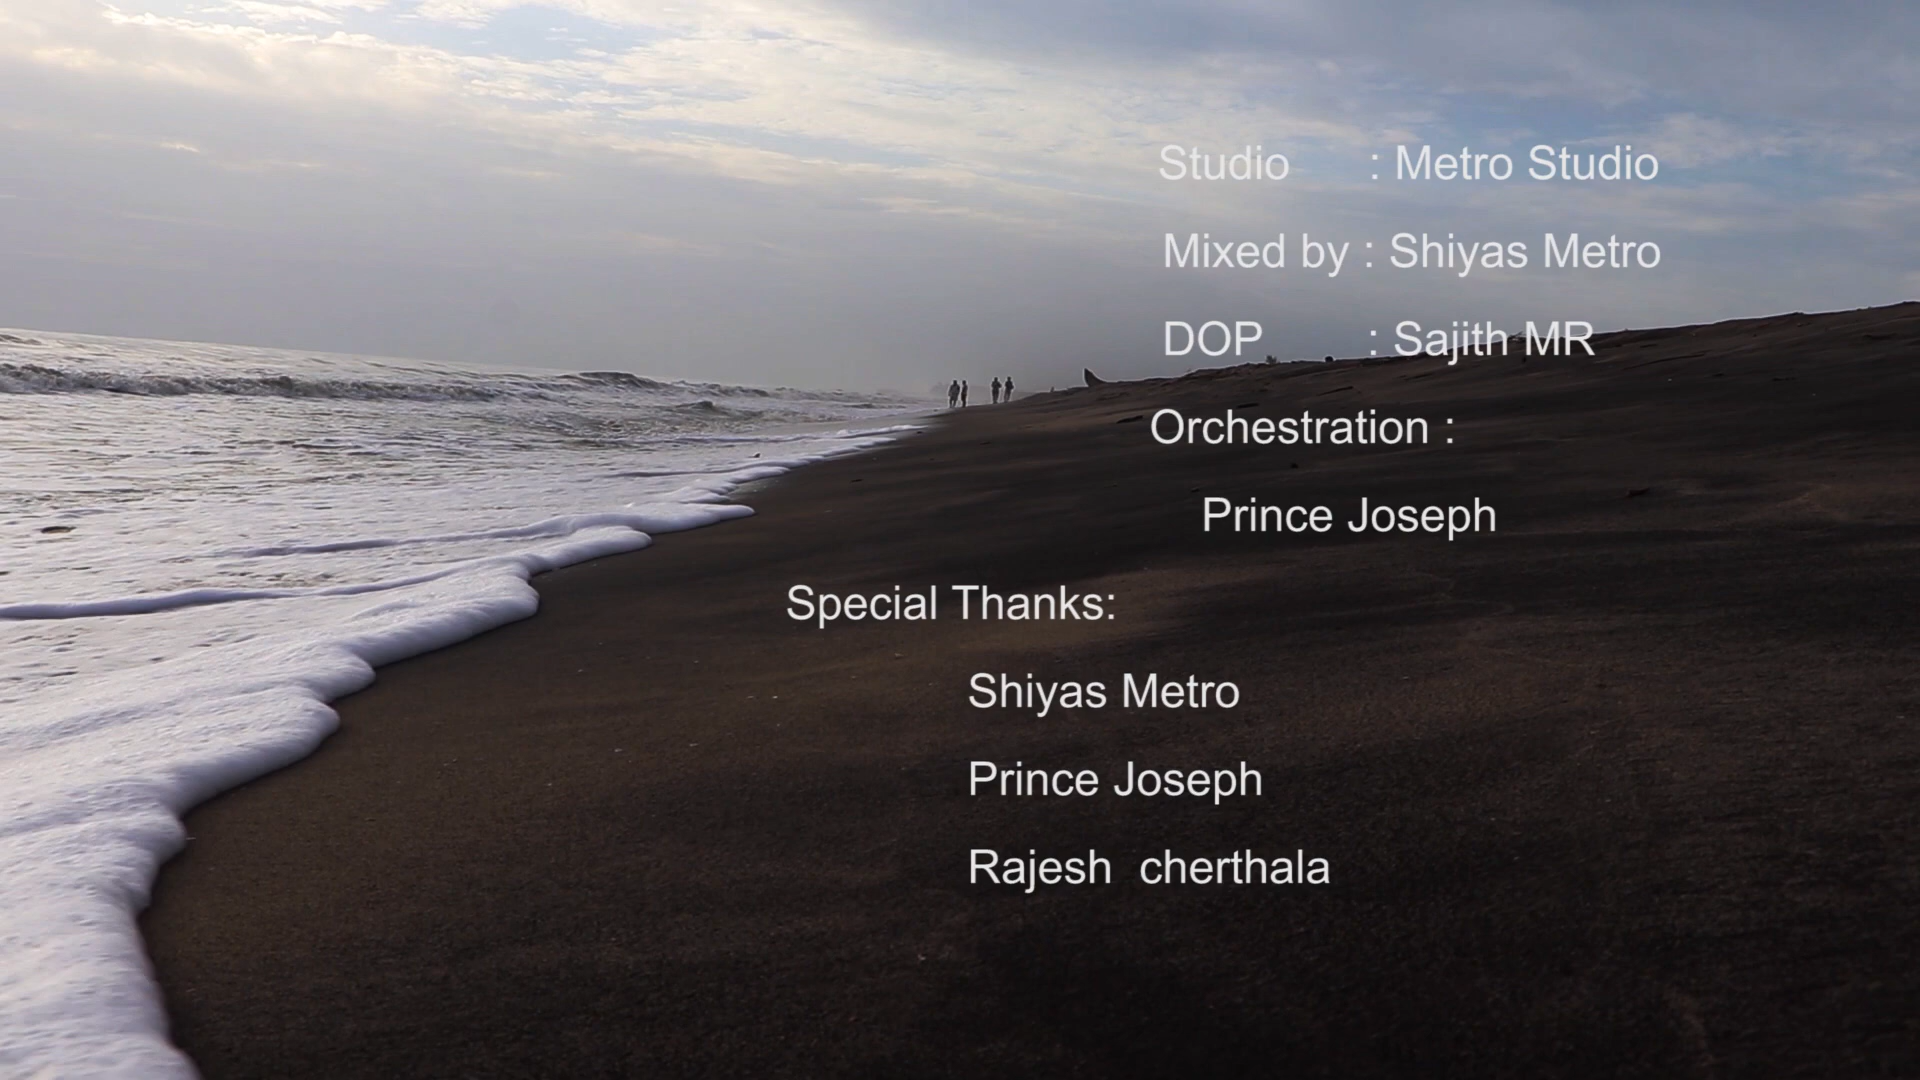 Studio : Metro Studio
Mixed by : Shiyas Metro
DOP : Sajith MR
Orchestration :
Prince Joseph
Special Thanks:
Shiyas Metro
Prince Joseph
Rajesh cherthala